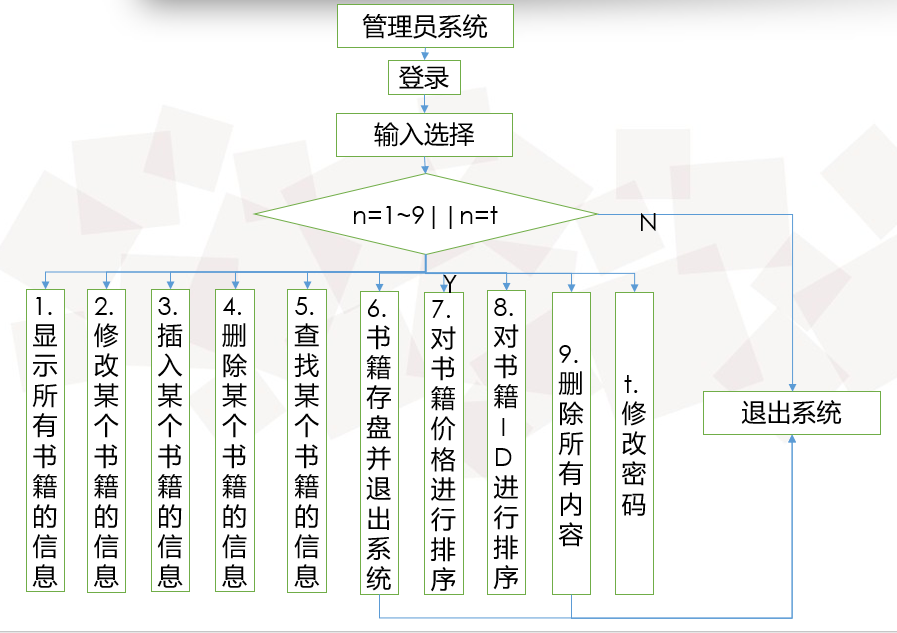 管理员系统
登录
输入选择
n=1~9||n=t
N
Y
1.显示所有书籍的信息
2.修改某个书籍的信息
3.插入某个书籍的信息
4.删除某个书籍的信息
5.查找某个书籍的信息
6.书籍存盘并退出系统
7.对书籍价格进行排序
8.对书籍ID进行排序
9.删除所有内容
t.修改密码
退出系统